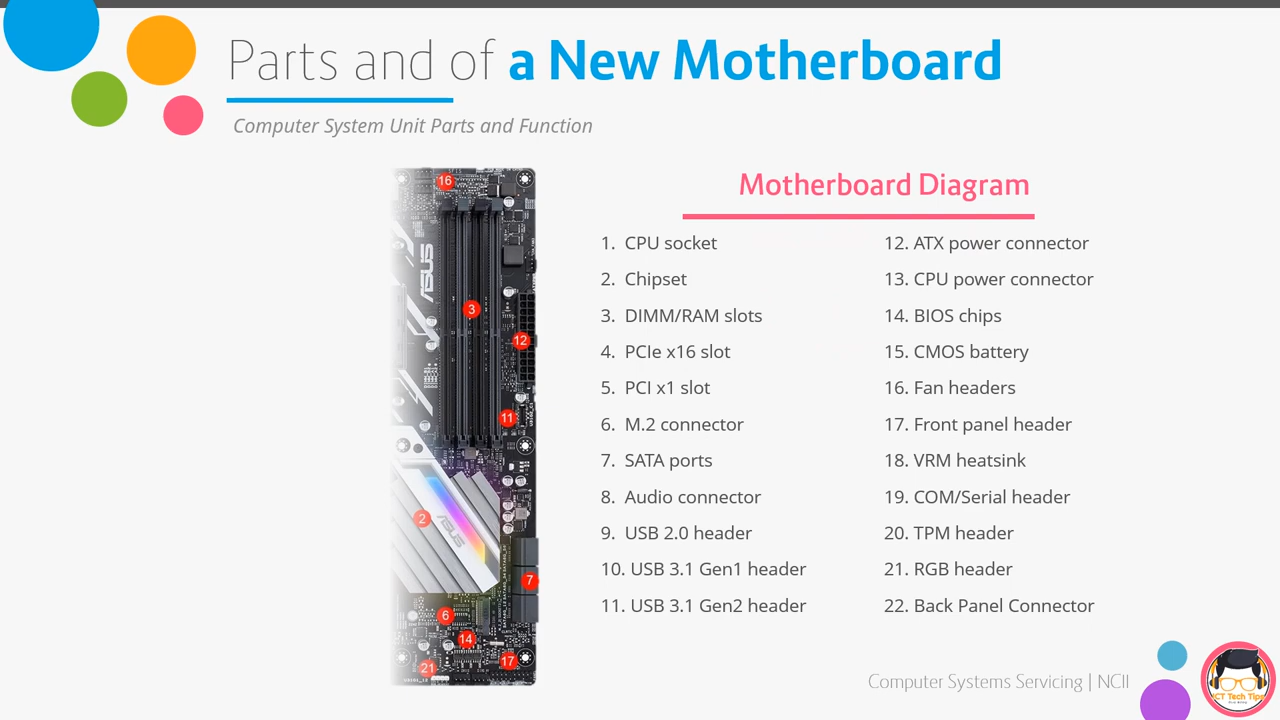 Parts and of a New Motherboard
Computer System Unit Parts and Function
Motherboard Diagram
1. CPU socket
2. Chipset
3. DIMM/RAM slots
4. PCIe x16 slot
5. PCI x1 slot
6. M.2 connector
7. SATA ports
8. Audio connector
9. USB 2.0 header
10. USB 3.1 Gen1 header
11. USB 3.1 Gen2 header
12. ATX power connector
13. CPU power connector
14. BIOS chips
15. CMOS battery
16. Fan headers
17. Front panel header
18. VRM heatsink
19. COM/Serial header
20. TPM header
21. RGB header
22. Back Panel Connector
16
ASUS
3
12
11
2
ASUS
7
6
14
17
21
Computer Systems Servicing | NCII
ICT Tech Tips